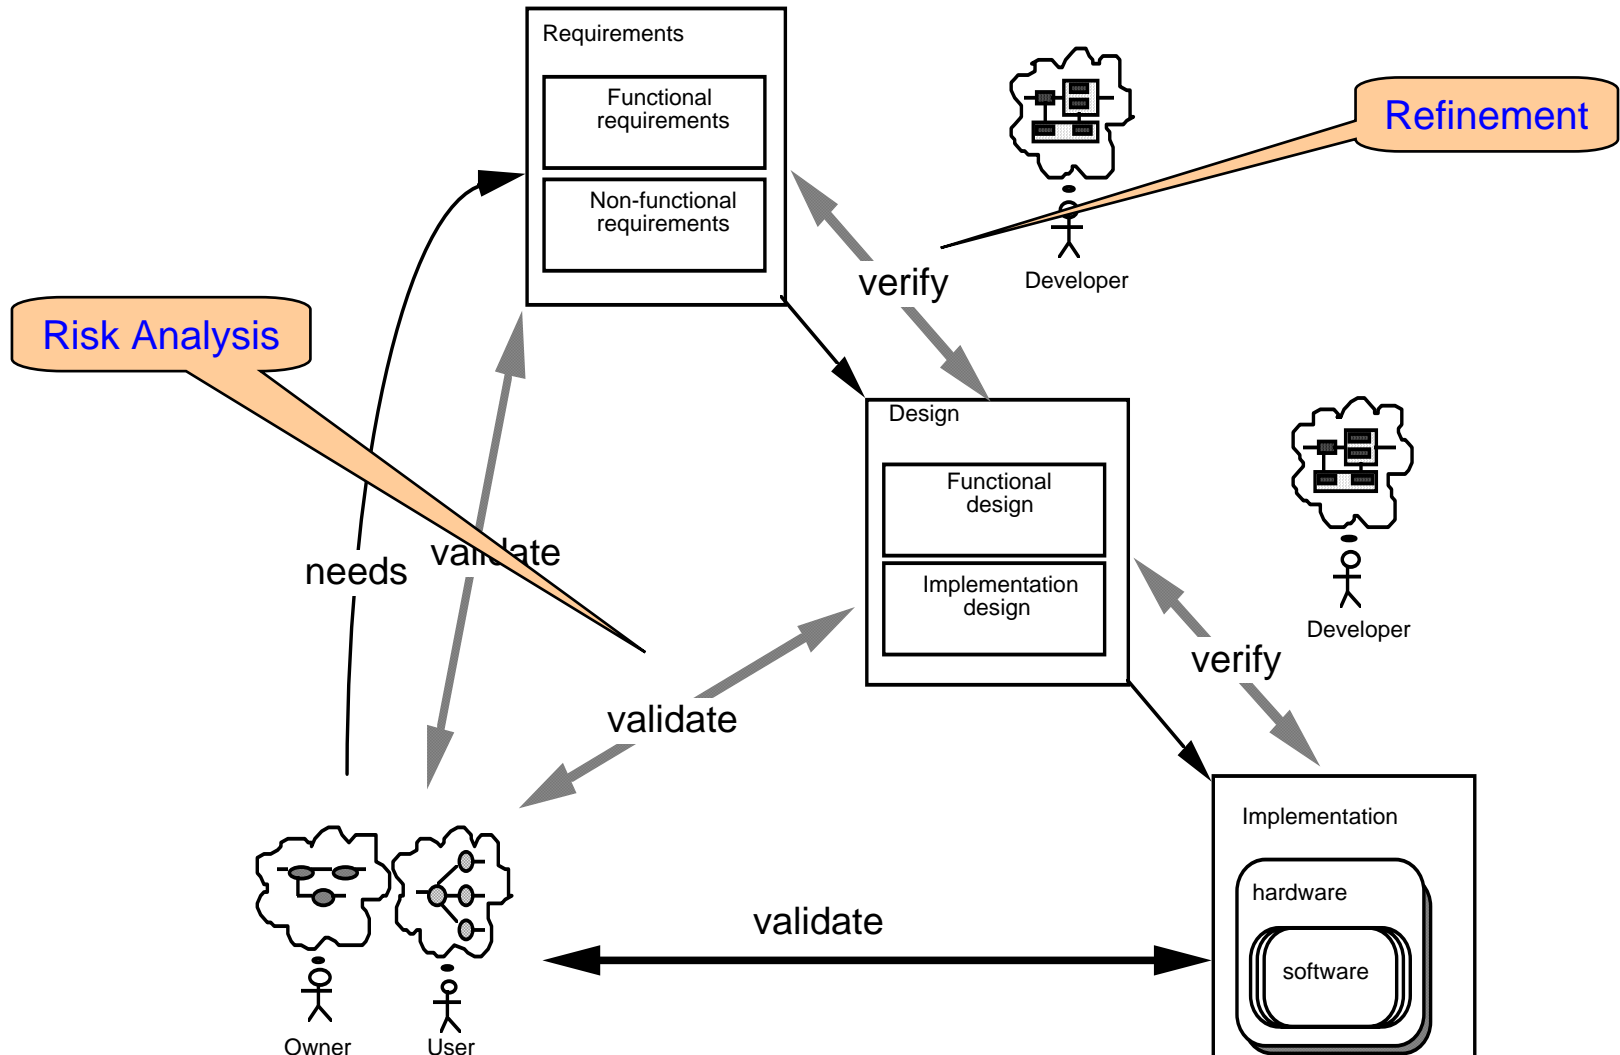 Requirements
Functional
requirements
Non-functional
requirements
Refinement
verify
Developer
Risk Analysis
Design
Functional
design
Implementation
design
needs
validate
Developer
verify
validate
Implementation
hardware
software
validate
Owner
User